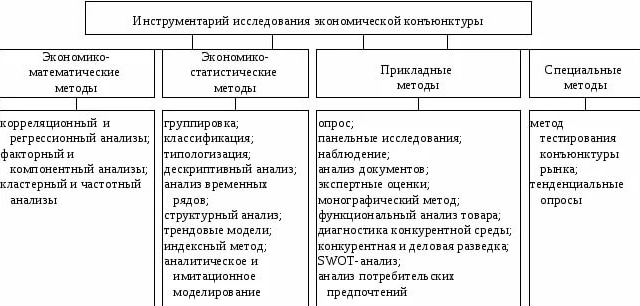 Инструментарий исследования экономической конъюнктуры
Экономико-
математические
методы
Экономико-
статистические
методы
Прикладные
методы
Специальные
методы
корреляционный и
регрессионный анализы;
факторный и
компонентный анализы;
кластерный и частотный
анализы
группировка;
классификация;
типологизация;
дескриптивный анализ;
анализ временных
рядов;
структурный анализ;
трендовые модели;
индексный метод;
аналитическое и
имитационное
моделирование
опрос;
панельные исследования;
наблюдение;
анализ документов;
экспертные оценки;
монографический метод;
функциональный анализ товара;
диагностика конкурентной среды;
конкурентная и деловая разведка;
SWOT-анализ;
анализ потребительских
предпочтений
метод
тестирования
конъюнктуры
рынка;
тенденциальные
опросы